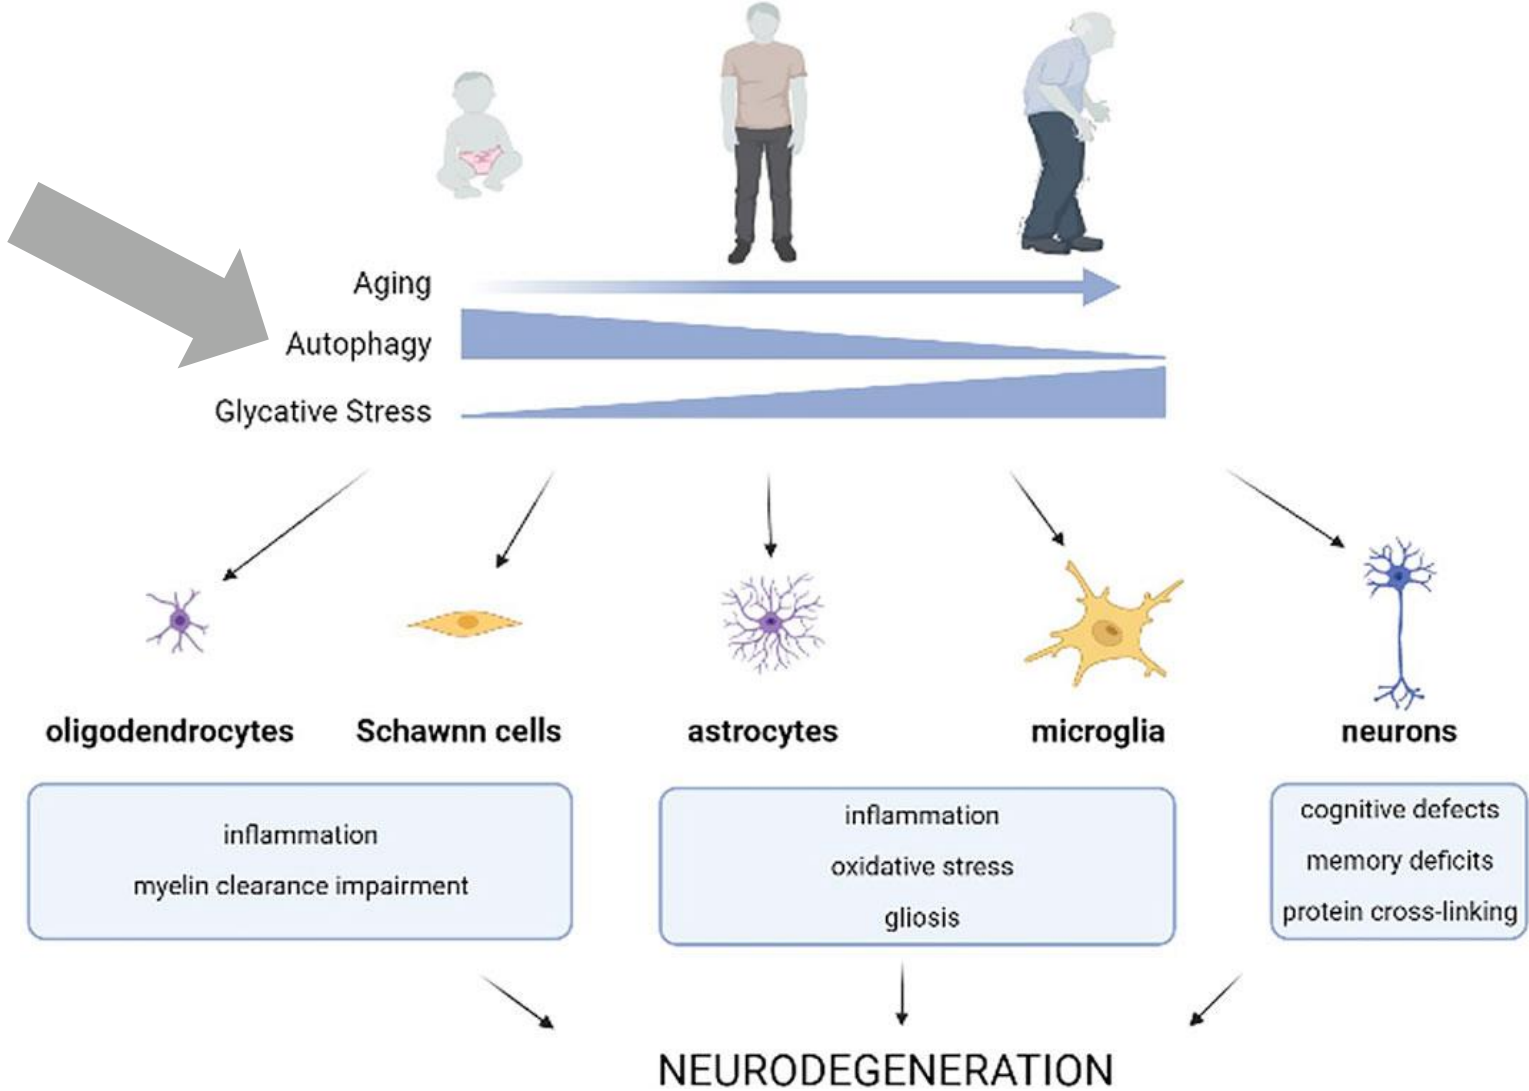 Aging
Autophagy
Glycative Stress
oligodendrocytes
Schawnn cells
astrocytes
microglia
neurons
inflammation
myelin clearance impairment
inflammation
oxidative stress
gliosis
cognitive defects
memory deficits
protein cross-linking
NEURODEGENERATION